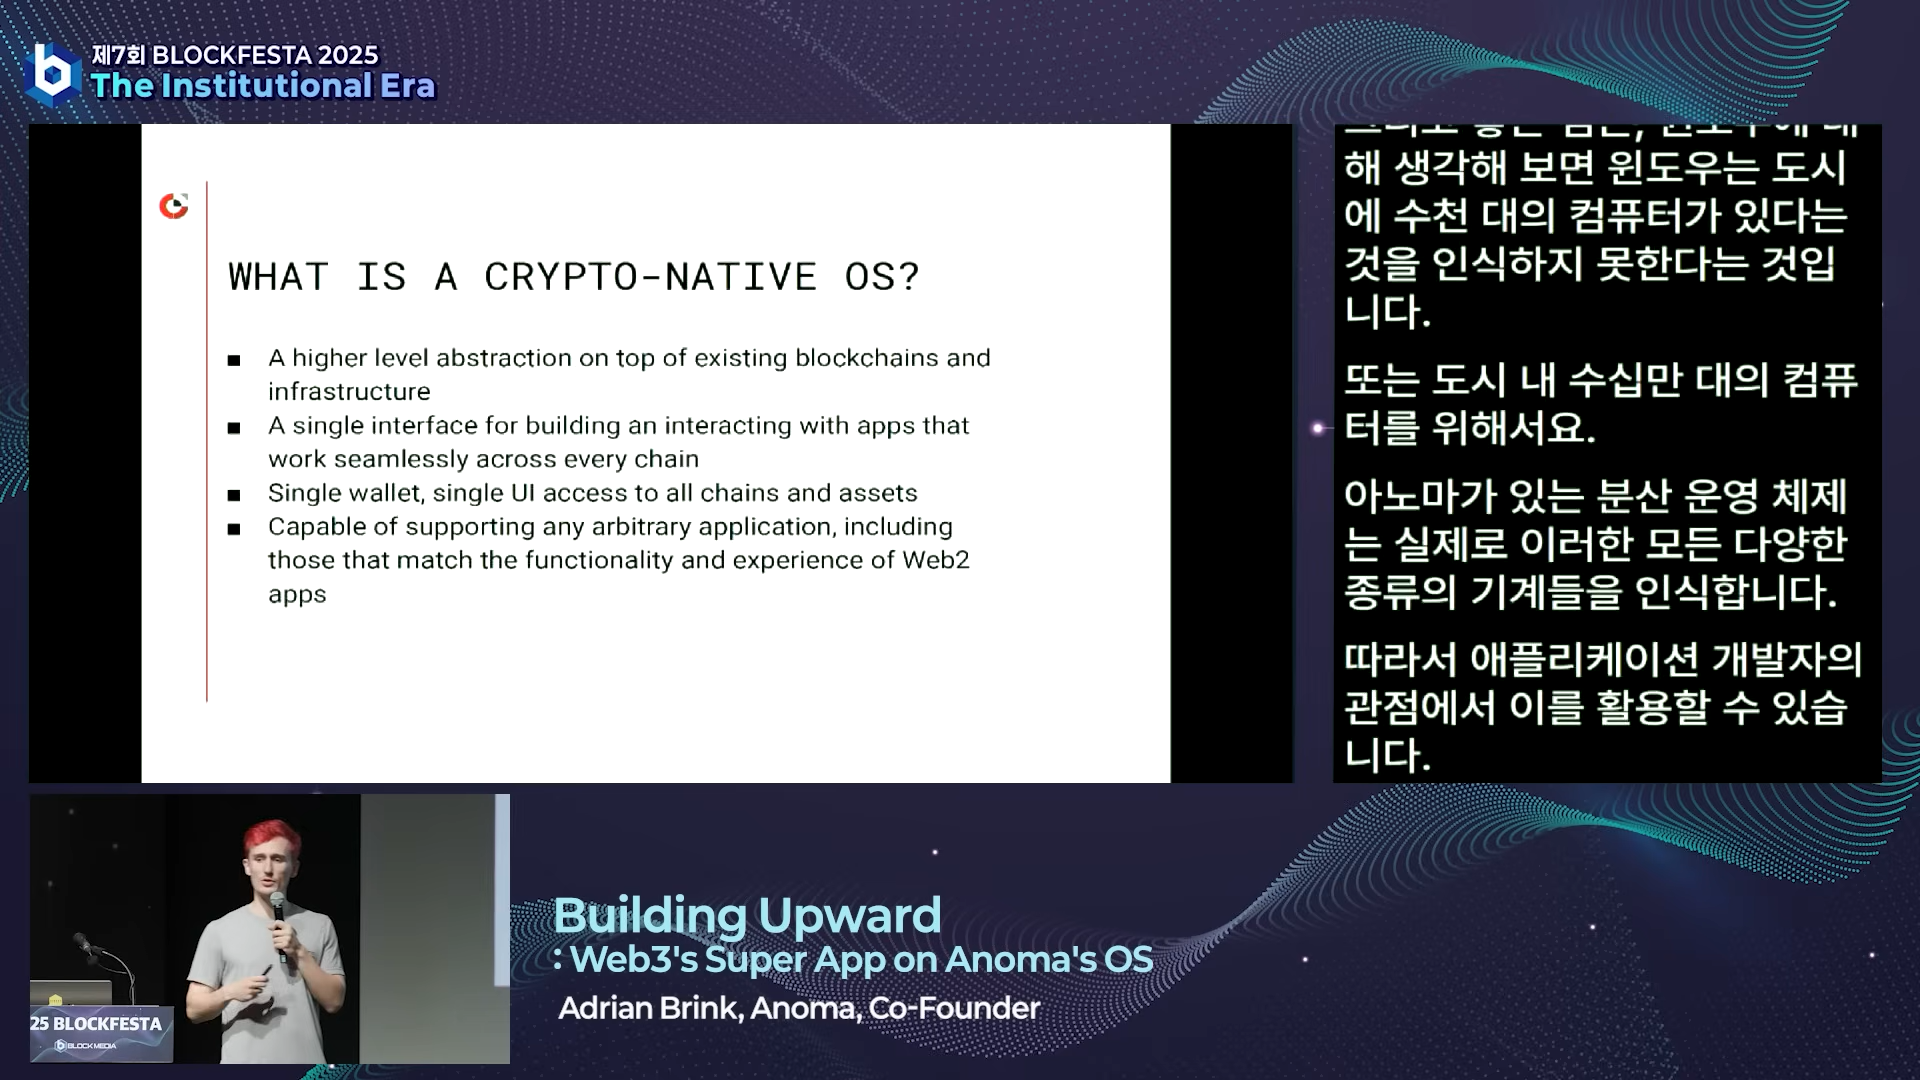 제7회 BLOCKFESTA 2025
The Institutional Era
WHAT IS A CRYPTO-NATIVE OS?
■ A higher level abstraction on top of existing blockchains and
infrastructure
■ A single interface for building an interacting with apps that
work seamlessly across every chain
■ Single wallet, single UI access to all chains and assets
■ Capable of supporting any arbitrary application, including
those that match the functionality and experience of Web2
apps
해 생각해 보면 윈도우는 도시
에 수천 대의 컴퓨터가 있다는
것을 인식하지 못한다는 것입
니다.
또는 도시 내 수십만 대의 컴퓨
터를 위해서요.
아노마가 있는 분산 운영 체제
는 실제로 이러한 모든 다양한
종류의 기계들을 인식합니다.
따라서 애플리케이션 개발자의
관점에서 이를 활용할 수 있습
니다.
25 BLOCKFESTA
BLOCKMEDIA
Building Upward
: Web3's Super App on Anoma's OS
Adrian Brink, Anoma, Co-Founder